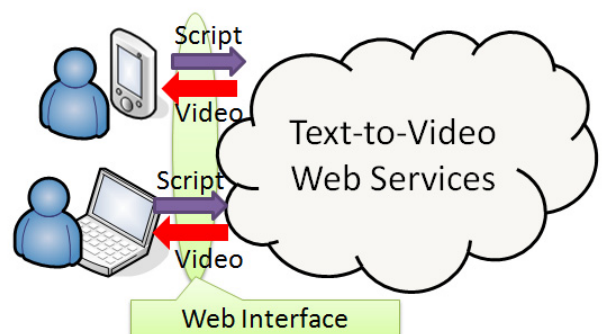 Script
Video
Text-to-Video
Web Services
Script
Video
Web Interface